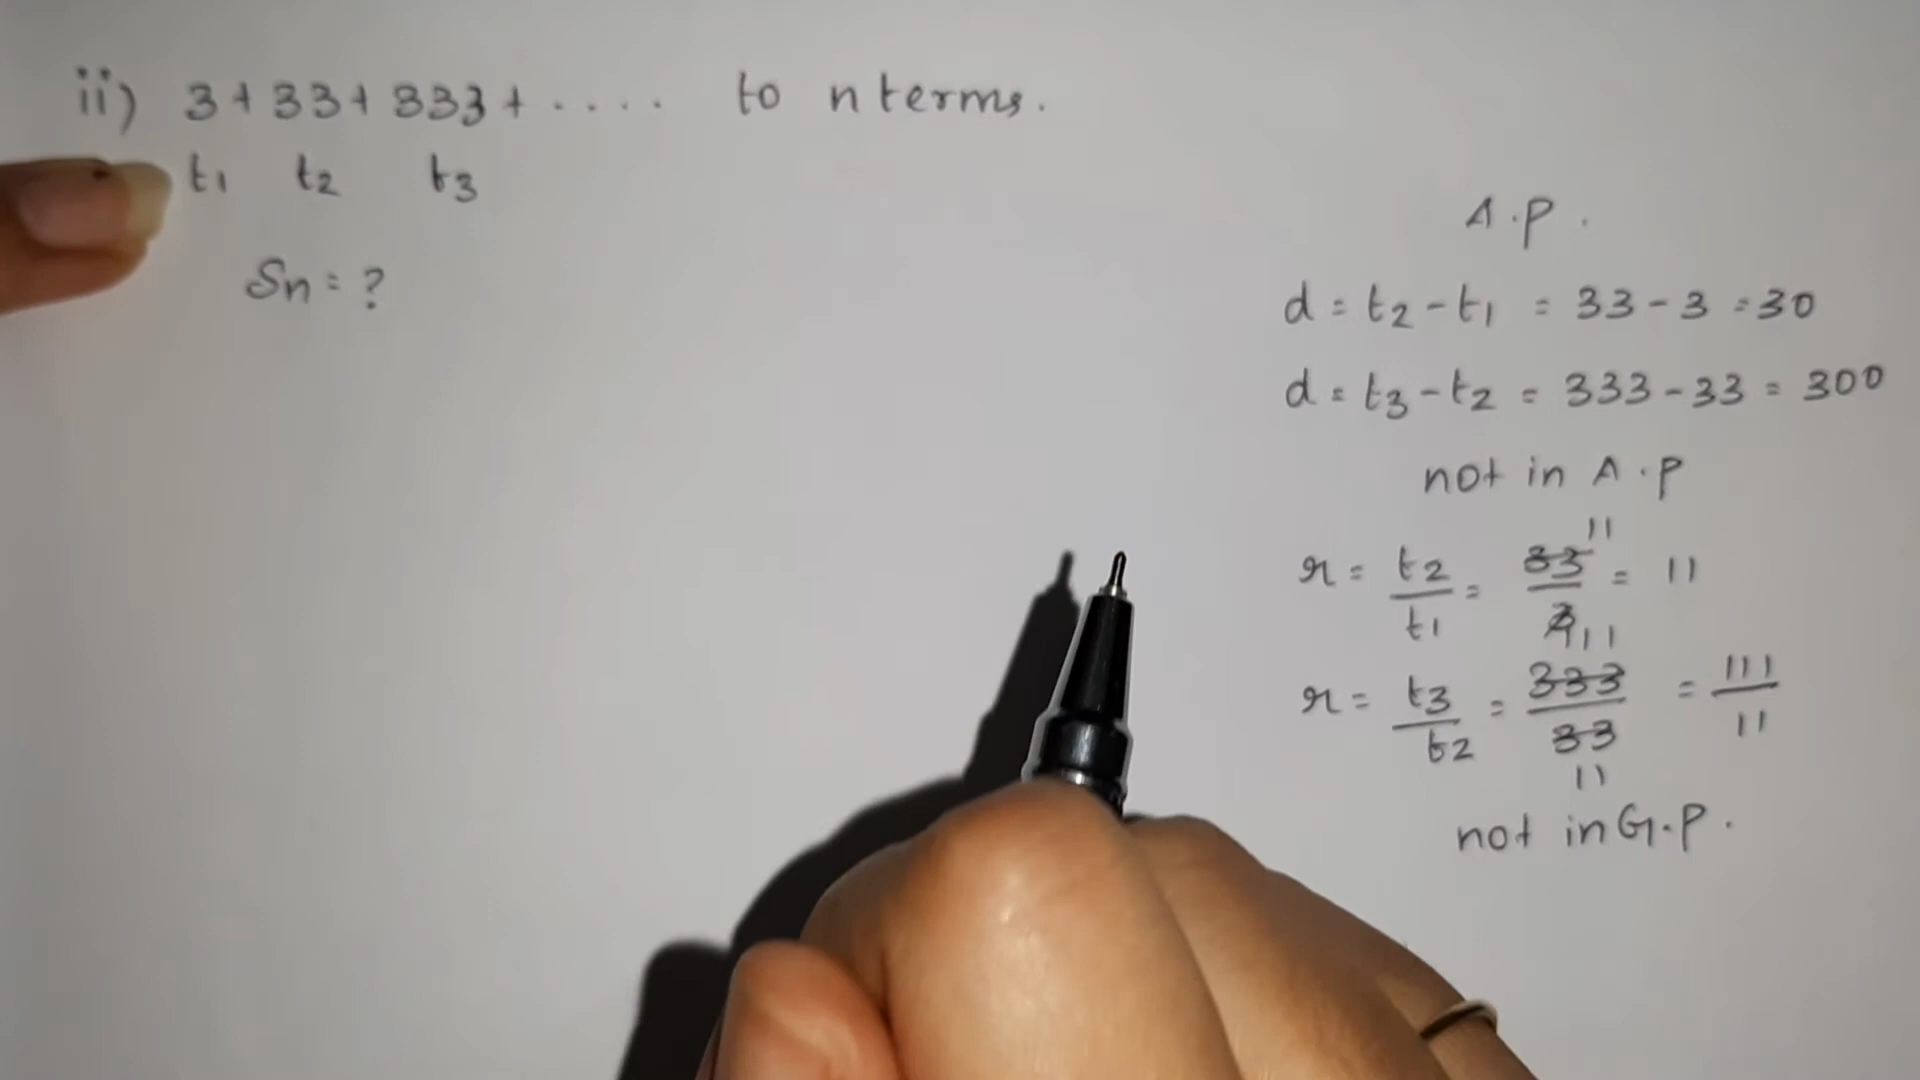 ii) 3 + 33 + 333 + .... to n terms.
t1 t2 t3
Sn = ?
A.P.
d = t2 - t1 = 33 - 3 = 30
d = t3 - t2 = 333 - 33 = 300
not in A.P
r = t2/t1 = 33/3 = 11
11
11
r = t3/t2 = 333/33 = 111/11
11
not in G.P.